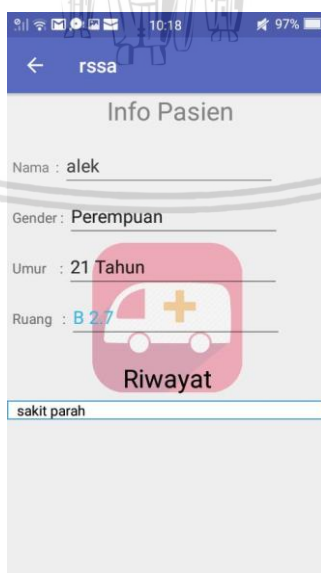 10:18 97%
rssa
Info Pasien
Nama : alek
Gender : Perempuan
Umur : 21 Tahun
Ruang : B 2.7
Riwayat
sakit parah